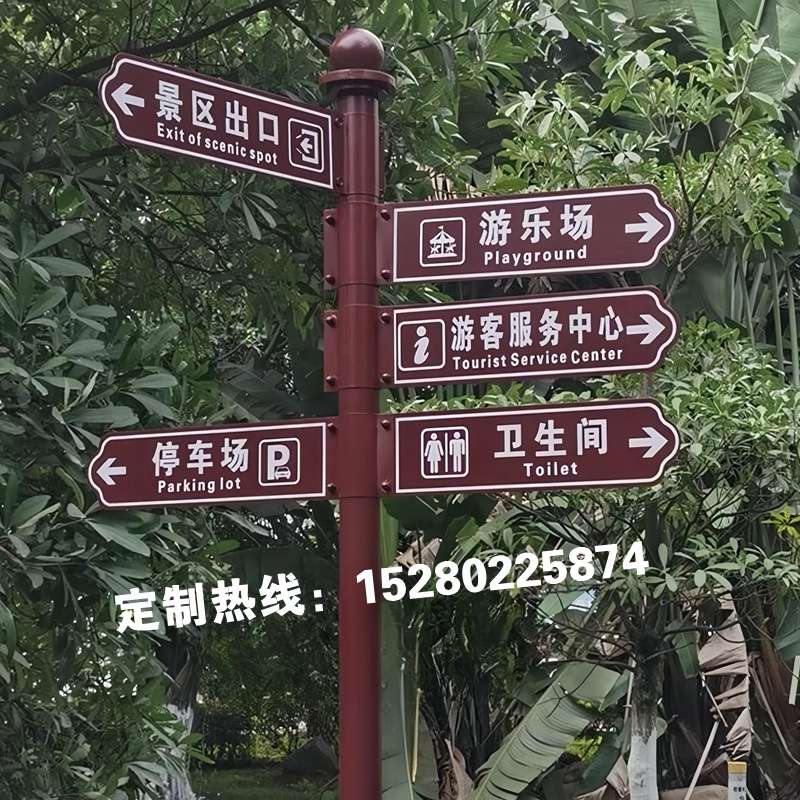 景区出口
Exit of scenic spot
游乐场
Playground
i 游客服务中心
Tourist Service Center
停车场 P
Parking lot
卫生间
Toilet
定制热线：15280225874